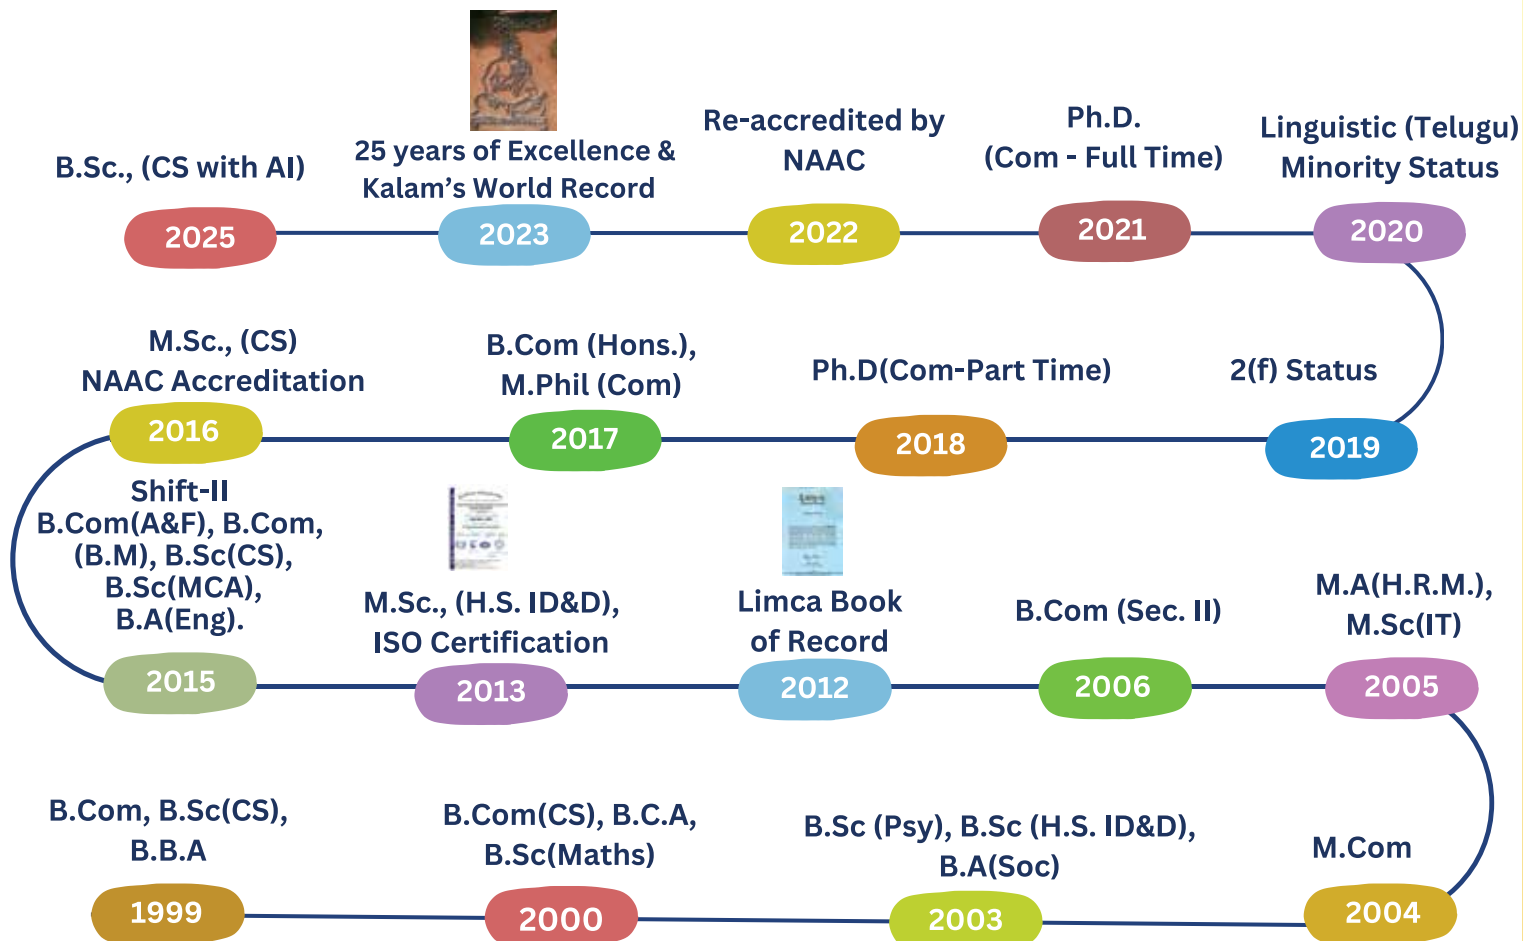 B.Sc., (CS with AI)
2025
25 years of Excellence &
Kalam's World Record
2023
Re-accredited by
NAAC
2022
Ph.D.
(Com - Full Time)
2021
Linguistic (Telugu)
Minority Status
2020
M.Sc., (CS)
NAAC Accreditation
2016
B.Com (Hons.),
M.Phil (Com)
2017
Ph.D(Com-Part Time)
2018
2(f) Status
2019
Shift-II
B.Com(A&F), B.Com,
(B.M), B.Sc(CS),
B.Sc(MCA),
B.A(Eng).
2015
M.Sc., (H.S. ID&D),
ISO Certification
2013
Limca Book
of Record
2012
B.Com (Sec. II)
2006
M.A(H.R.M.),
M.Sc(IT)
2005
B.Com, B.Sc(CS),
B.B.A
1999
B.Com(CS), B.C.A,
B.Sc(Maths)
2000
B.Sc (Psy), B.Sc (H.S. ID&D),
B.A(Soc)
2003
M.Com
2004